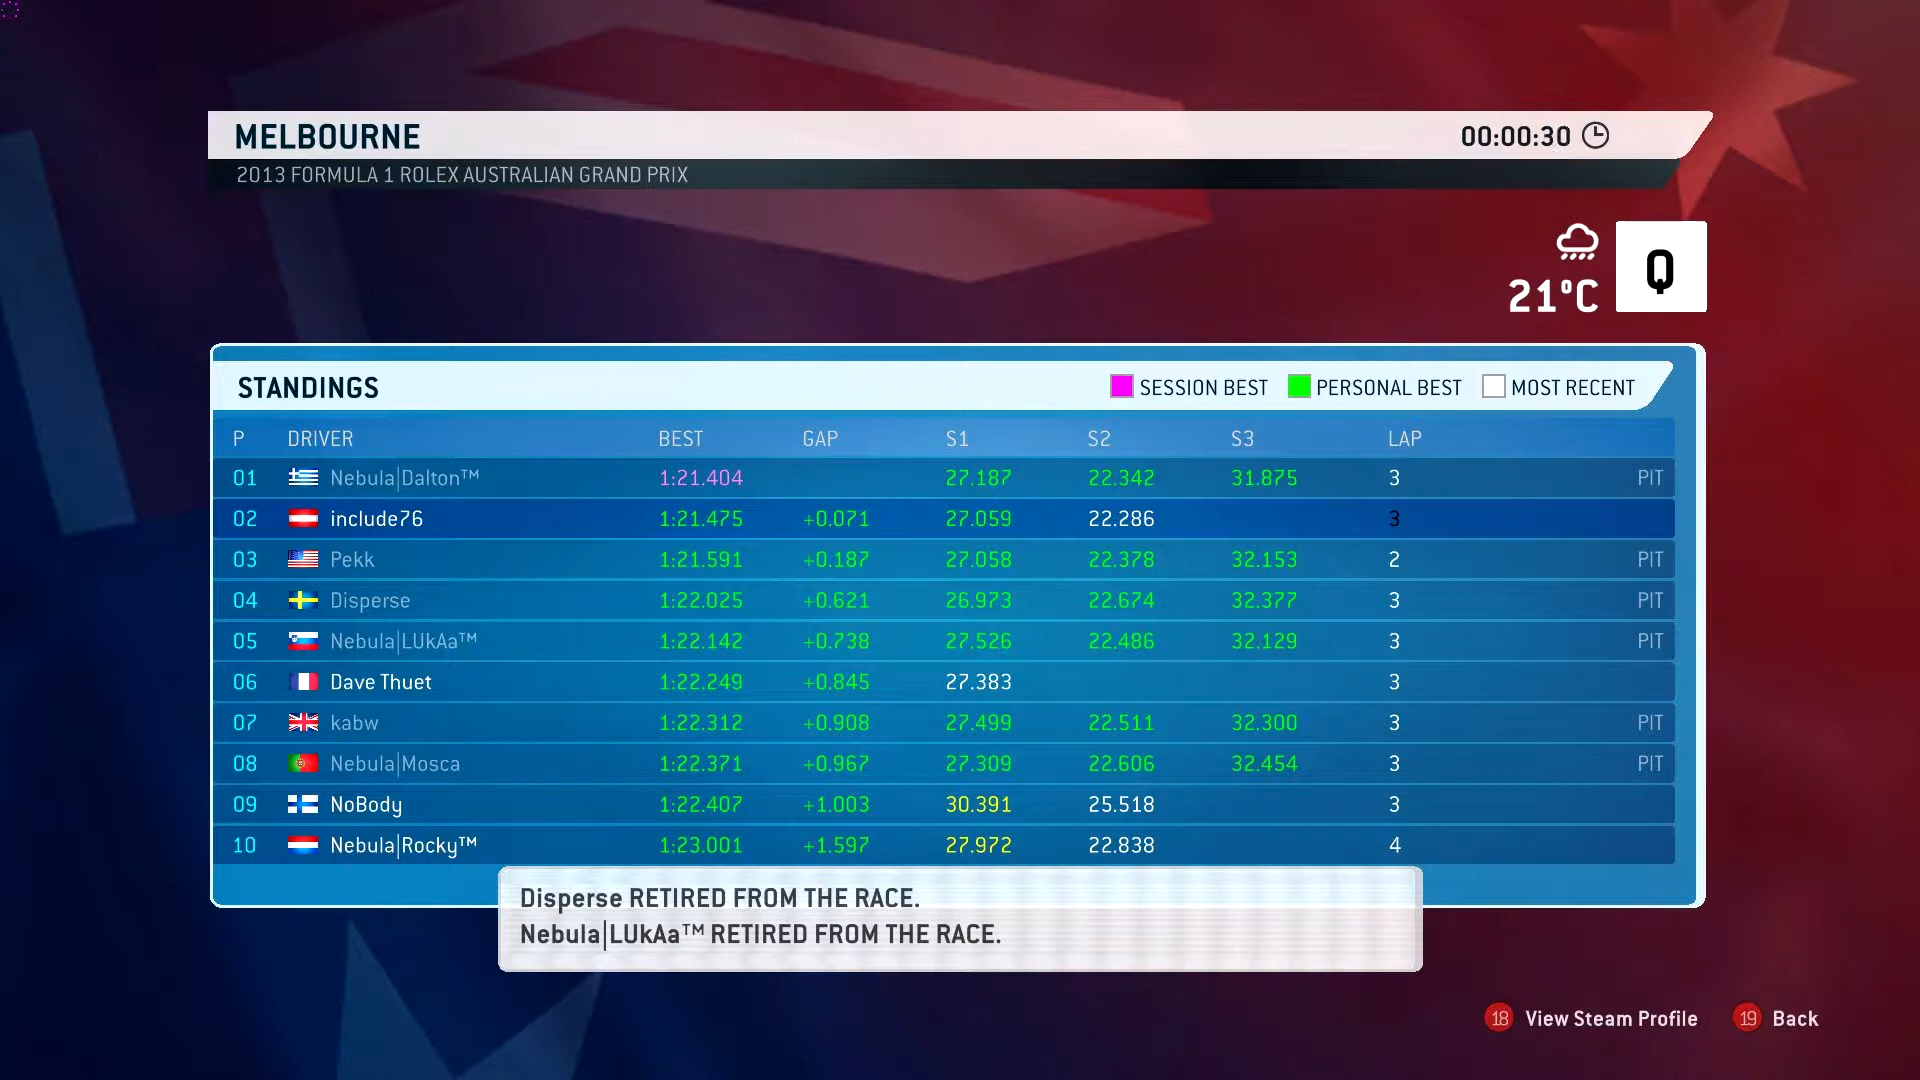 MELBOURNE 00:00:30
2013 FORMULA 1 ROLEX AUSTRALIAN GRAND PRIX
21°C Q
STANDINGS SESSION BEST PERSONAL BEST MOST RECENT
P DRIVER BEST GAP S1 S2 S3 LAP
01 Nebula|Dalton™ 1:21.404 27.187 22.342 31.875 3 PIT
02 include76 1:21.475 +0.071 27.059 22.286 3
03 Pekk 1:21.591 +0.187 27.058 22.378 32.153 2 PIT
04 Disperse 1:22.025 +0.621 26.973 22.674 32.377 3 PIT
05 Nebula|LUkAa™ 1:22.142 +0.738 27.526 22.486 32.129 3 PIT
06 Dave Thuet 1:22.249 +0.845 27.383 3
07 kabw 1:22.312 +0.908 27.499 22.511 32.300 3 PIT
08 Nebula|Mosca 1:22.371 +0.967 27.309 22.606 32.454 3 PIT
09 NoBody 1:22.407 +1.003 30.391 25.518 3
10 Nebula|Rocky™ 1:23.001 +1.597 27.972 22.838 4
Disperse RETIRED FROM THE RACE.
Nebula|LUkAa™ RETIRED FROM THE RACE.
18 View Steam Profile 19 Back